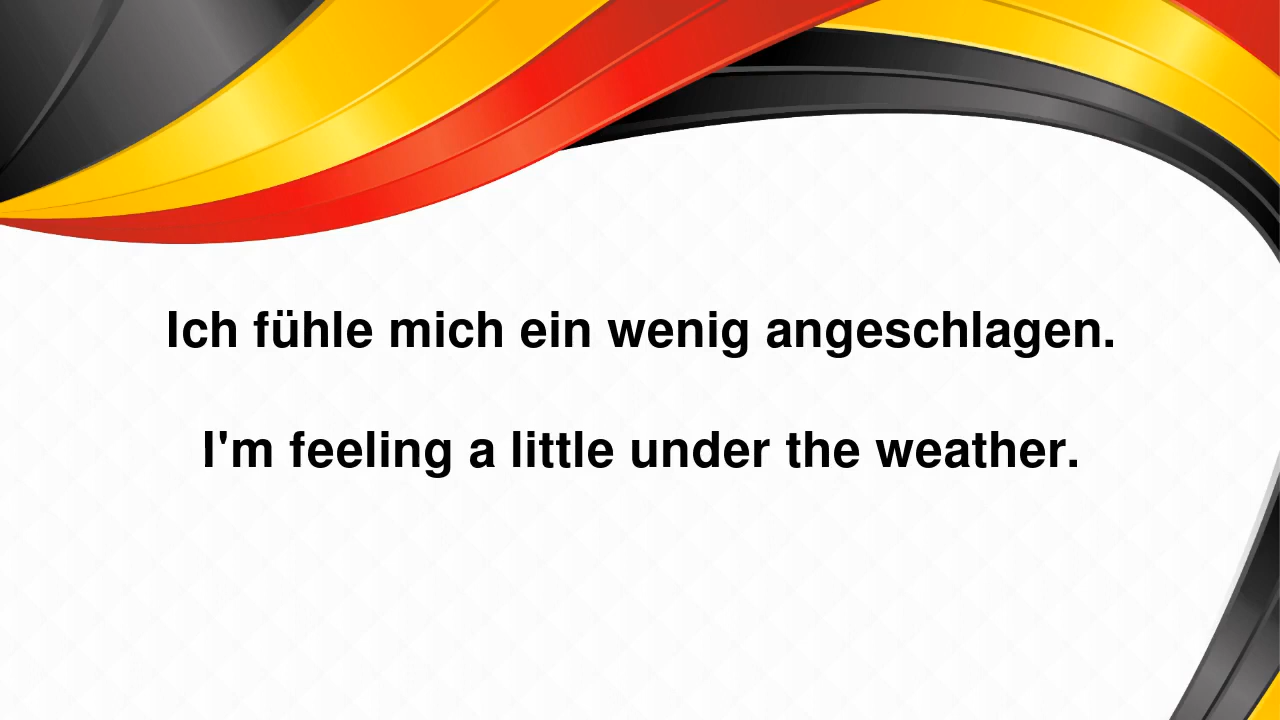 Ich fühle mich ein wenig angeschlagen.
I'm feeling a little under the weather.